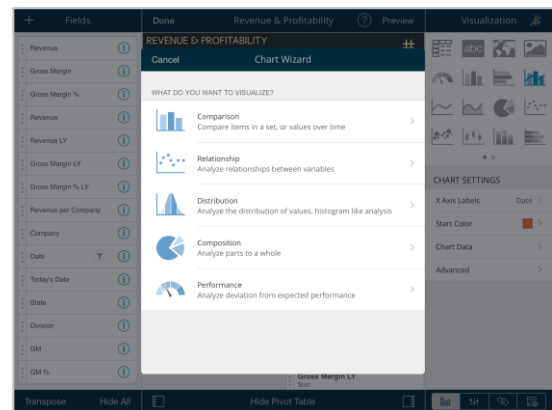 Fields
Done
Revenue & Profitability
?
Preview
Visualization
Revenue
Gross Margin
Gross Margin %
Revenue
Revenue LY
Gross Margin LY
Gross Margin % LY
Revenue per Company
Company
Date
Today's Date
State
Division
GM
GM %
Transpose
Hide All
REVENUE & PROFITABILITY
Cancel
Chart Wizard
WHAT DO YOU WANT TO VISUALIZE?
Comparison
Compare items in a set, or values over time
Relationship
Analyze relationships between variables
Distribution
Analyze the distribution of values, histogram like analysis
Composition
Analyze parts to a whole
Performance
Analyze deviation from expected performance
Gross Margin LY
Sum
Hide Pivot Table
abc
CHART SETTINGS
X Axis Labels
Date
Start Color
Chart Data
Advanced